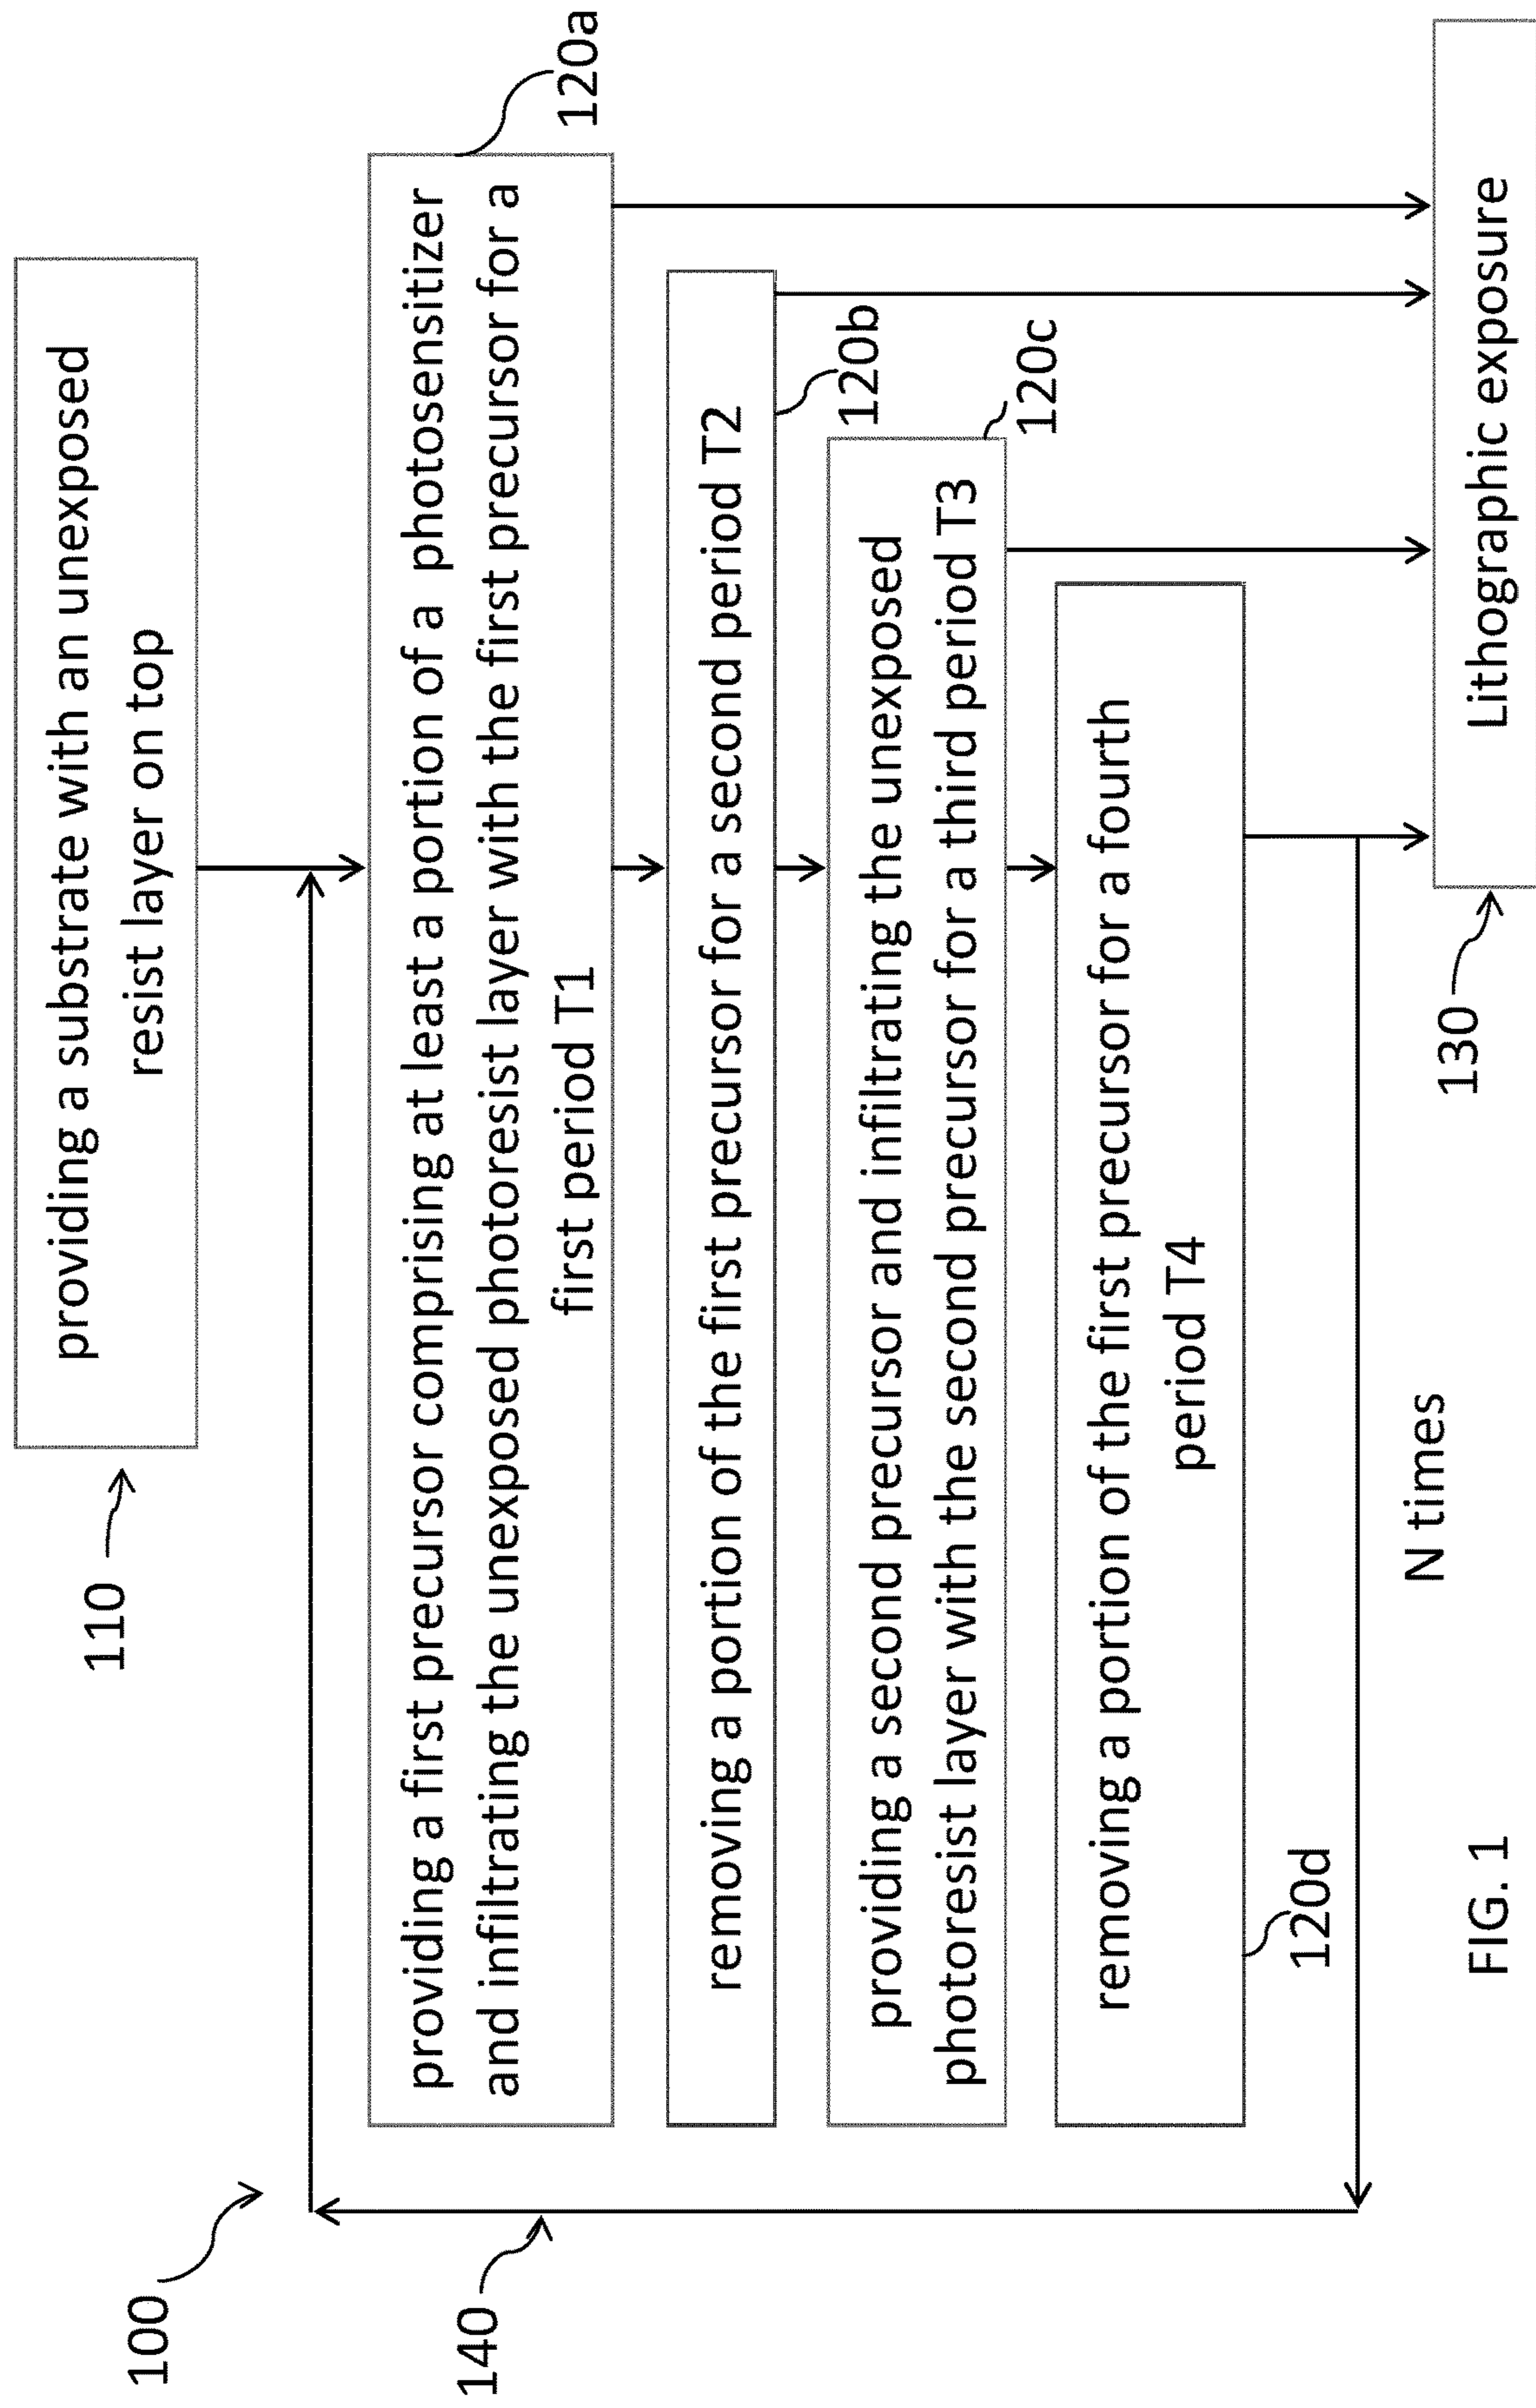 100
110
providing a substrate with an unexposed
resist layer on top
140
providing a first precursor comprising at least a portion of a photosensitizer
and infiltrating the unexposed photoresist layer with the first precursor for a
first period T1
120a
removing a portion of the first precursor for a second period T2
120b
providing a second precursor and infiltrating the unexposed
photoresist layer with the second precursor for a third period T3
120c
removing a portion of the first precursor for a fourth
period T4
120d
N times
130
Lithographic exposure
FIG. 1